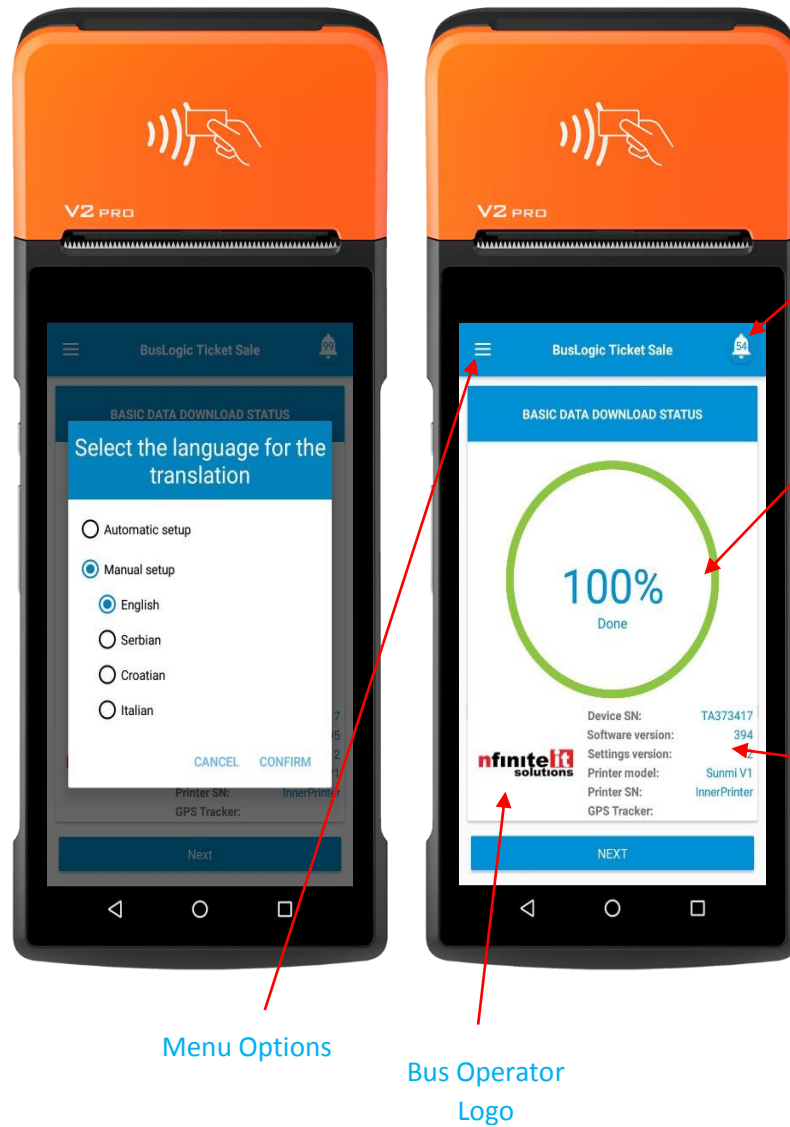 V2 PRO
BusLogic Ticket Sale
99
BASIC DATA DOWNLOAD STATUS
Select the language for the
translation
Automatic setup
Manual setup
English
Serbian
Croatian
Italian
CANCEL CONFIRM
Printer SN: InnerPrinter
GPS Tracker:
Next
V2 PRO
BusLogic Ticket Sale
54
BASIC DATA DOWNLOAD STATUS
100%
Done
Device SN: TA373417
Software version: 394
Settings version: 2
Printer model: Sunmi V1
Printer SN: InnerPrinter
GPS Tracker:
nfiniteit
solutions
NEXT
Menu Options
Bus Operator
Logo